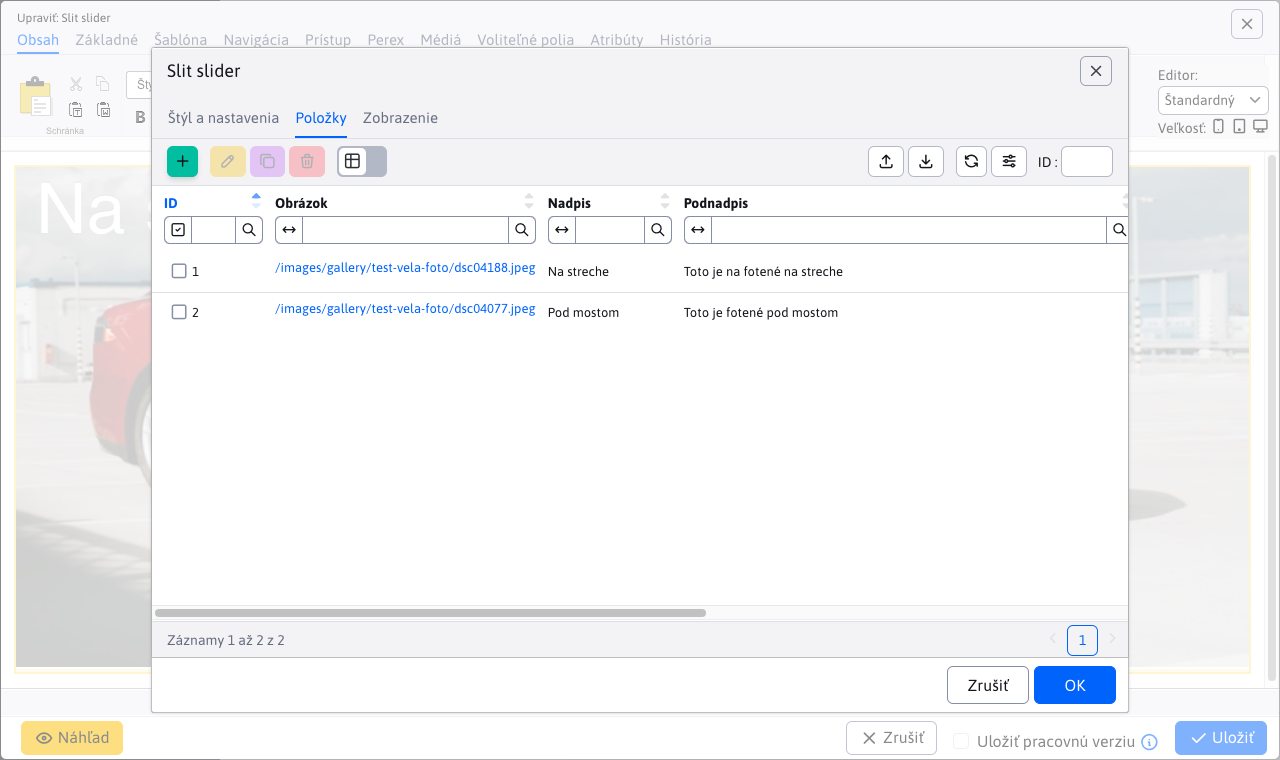 Upraviť: Slit slider
Obsah Základné Šablóna Navigácia Prístup Perex Médiá Voliteľné polia Atribúty História
Schránka
B
Editor:
Štandardný
Veľkosť:
Na
Slit slider
Štýl a nastavenia Položky Zobrazenie
ID :
ID Obrázok Nadpis Podnadpis
1 /images/gallery/test-vela-foto/dsc04188.jpeg Na streche Toto je na fotené na streche
2 /images/gallery/test-vela-foto/dsc04077.jpeg Pod mostom Toto je fotené pod mostom
Záznamy 1 až 2 z 2
1
Zrušiť OK
Náhľad Zrušiť Uložiť pracovnú verziu Uložiť